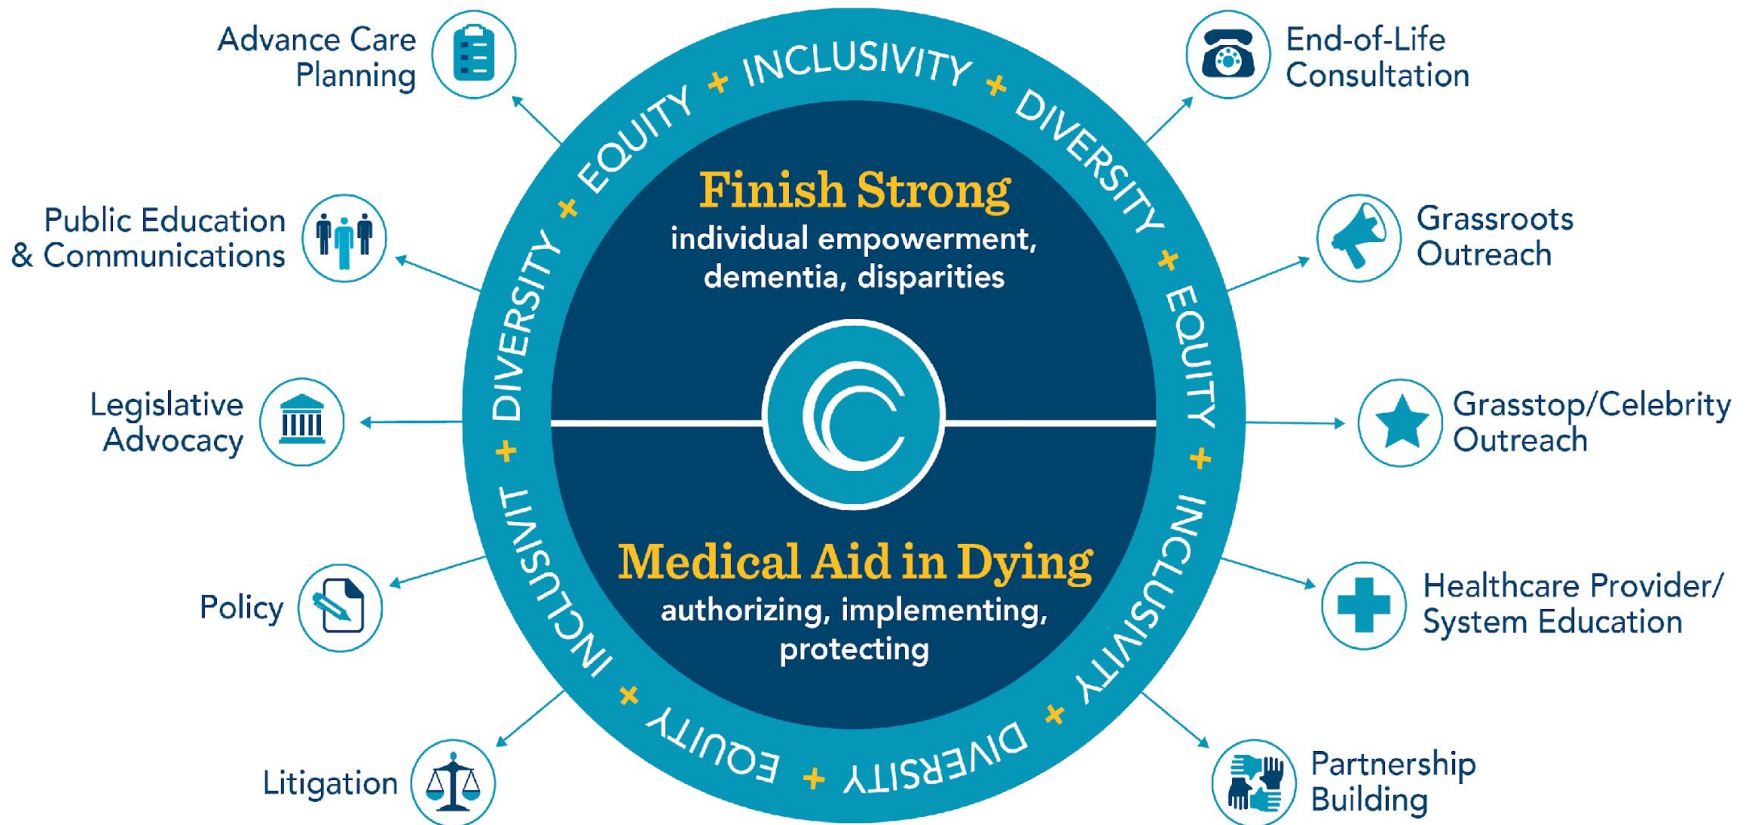 Advance Care
Planning
Public Education
& Communications
Legislative
Advocacy
Policy
Litigation
INCLUSIVITY + DIVERSITY + EQUITY + INCLUSIVITY + DIVERSITY + EQUITY + INCLUSIVIT + DIVERSITY + EQUITY +
Finish Strong
individual empowerment,
dementia, disparities
Medical Aid in Dying
authorizing, implementing,
protecting
End-of-Life
Consultation
Grassroots
Outreach
Grasstop/Celebrity
Outreach
Healthcare Provider/
System Education
Partnership
Building